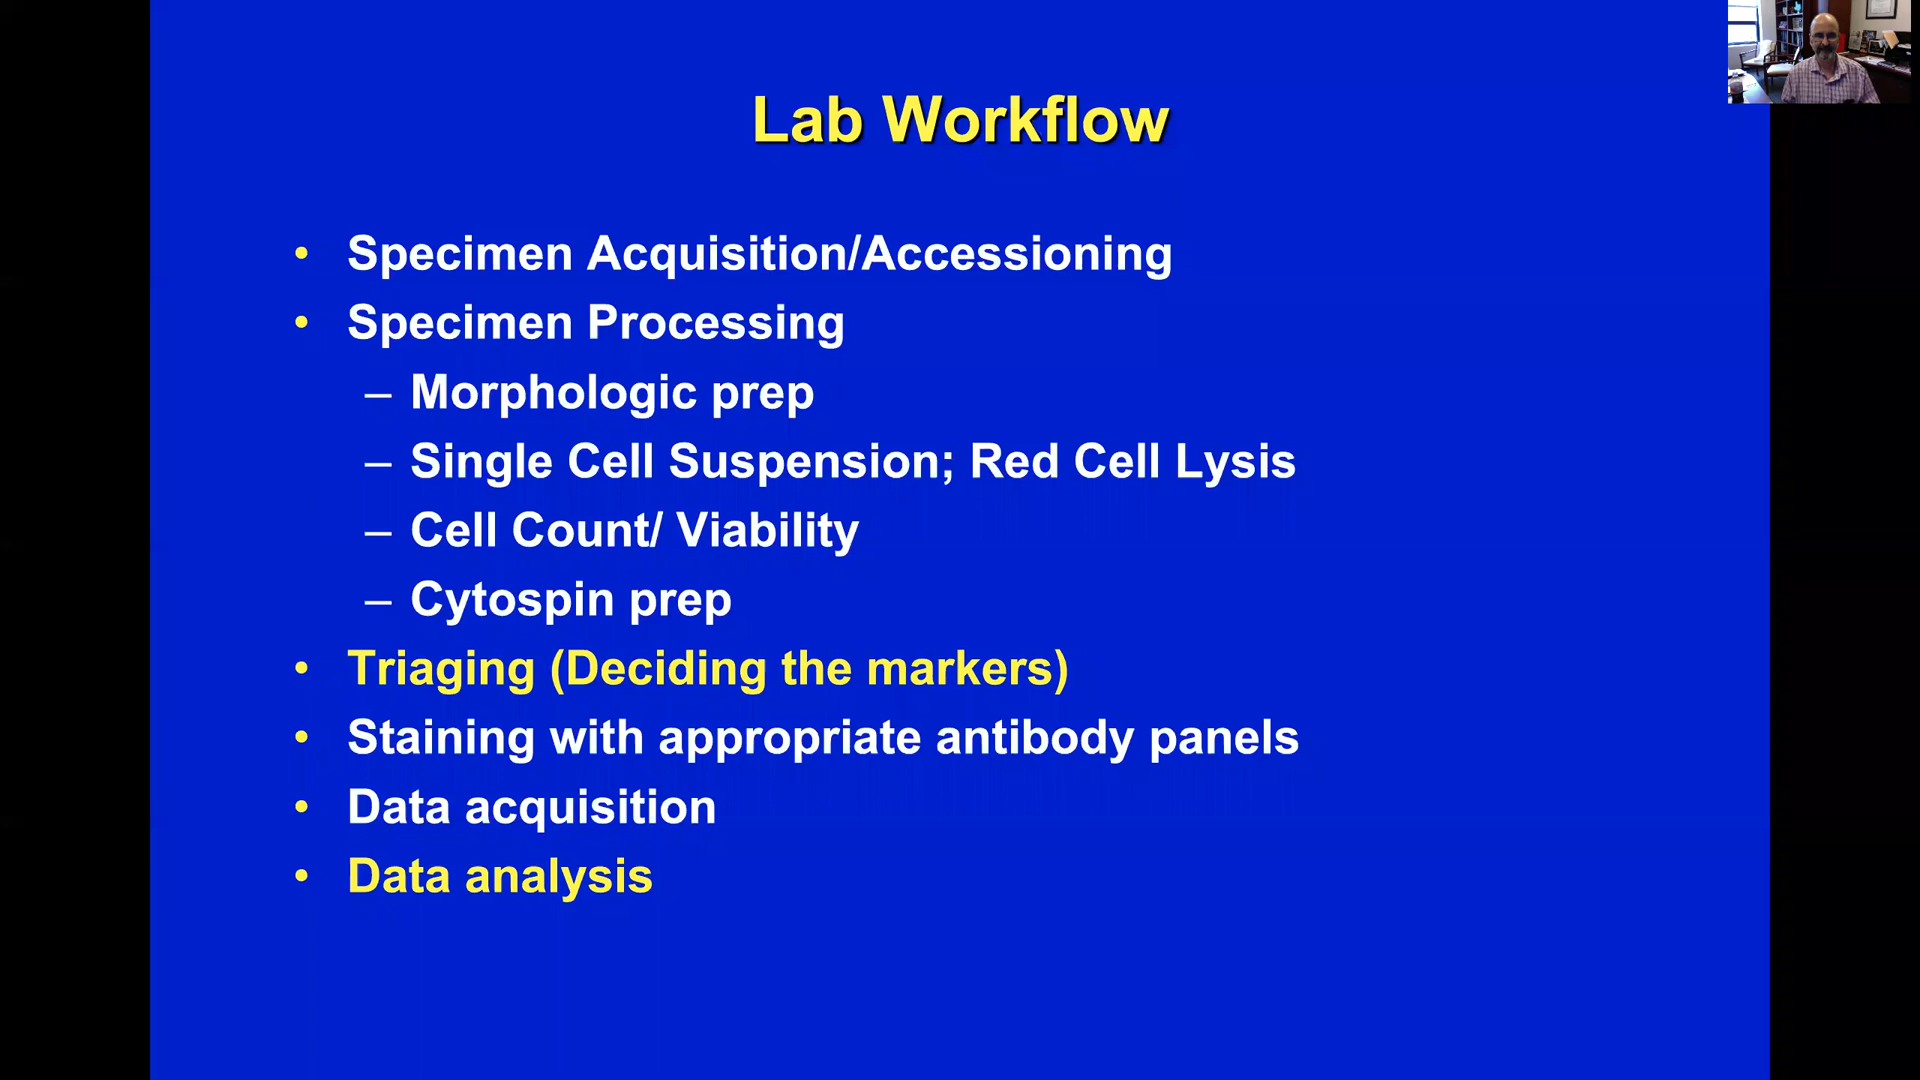 Lab Workflow
• Specimen Acquisition/Accessioning
• Specimen Processing
– Morphologic prep
– Single Cell Suspension; Red Cell Lysis
– Cell Count/ Viability
– Cytospin prep
• Triaging (Deciding the markers)
• Staining with appropriate antibody panels
• Data acquisition
• Data analysis